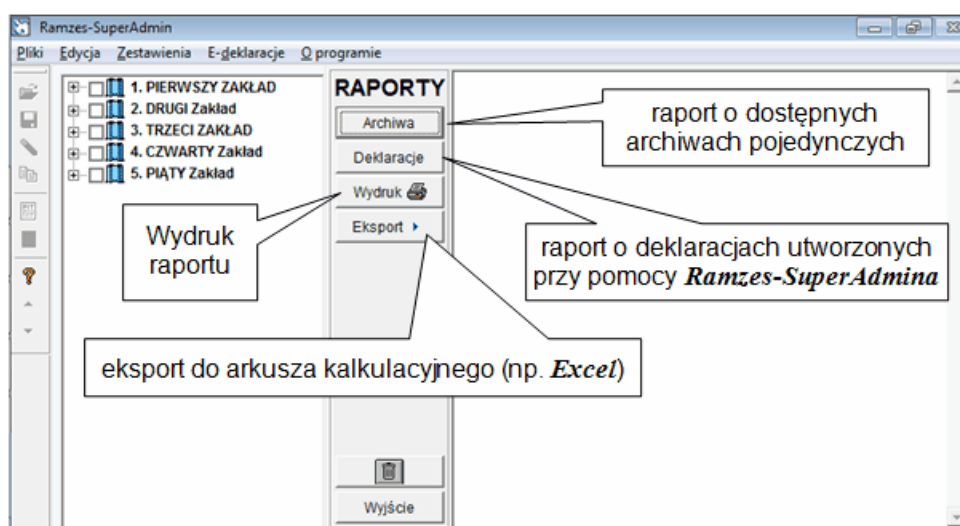 Ramzes-SuperAdmin
Pliki Edycja Zestawienia E-deklaracje O programie
1. PIERWSZY ZAKŁAD
2. DRUGI Zakład
3. TRZECI ZAKŁAD
4. CZWARTY Zakład
5. PIĄTY Zakład
RAPORTY
Archiwa
Deklaracje
Wydruk
Eksport
Wyjście
raport o dostępnych
archiwach pojedynczych
Wydruk
raportu
raport o deklaracjach utworzonych
przy pomocy Ramzes-SuperAdmina
eksport do arkusza kalkulacyjnego (np. Excel)